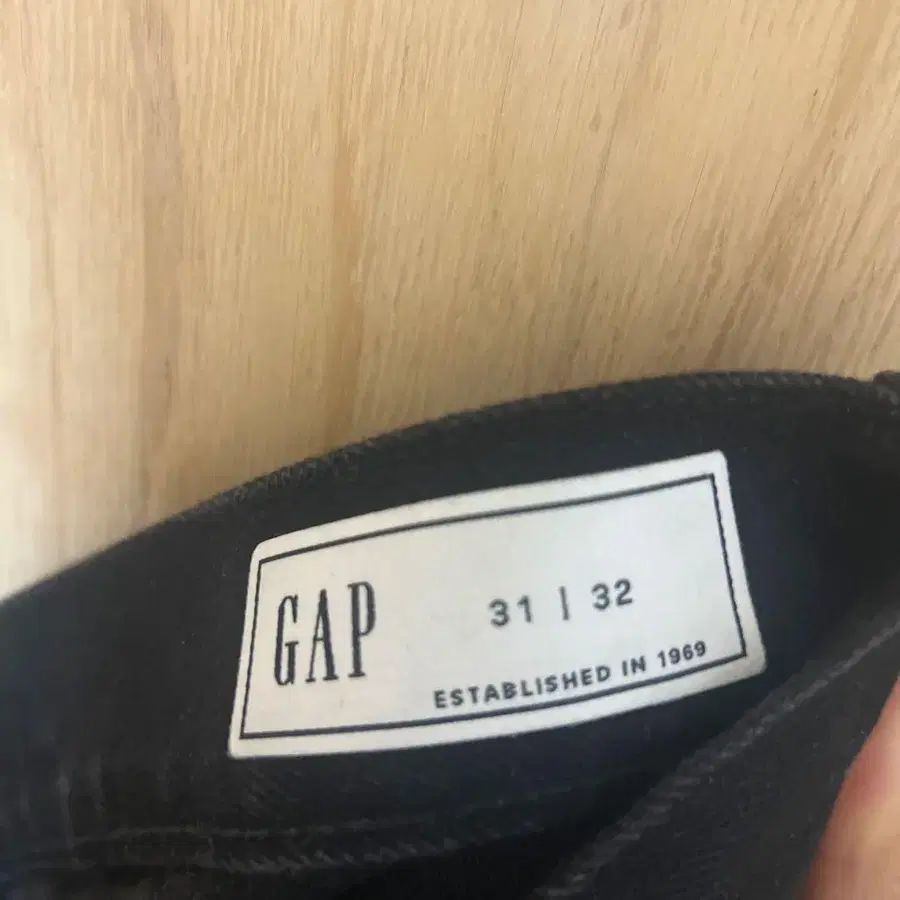 GAP
31 | 32
ESTABLISHED IN 1969